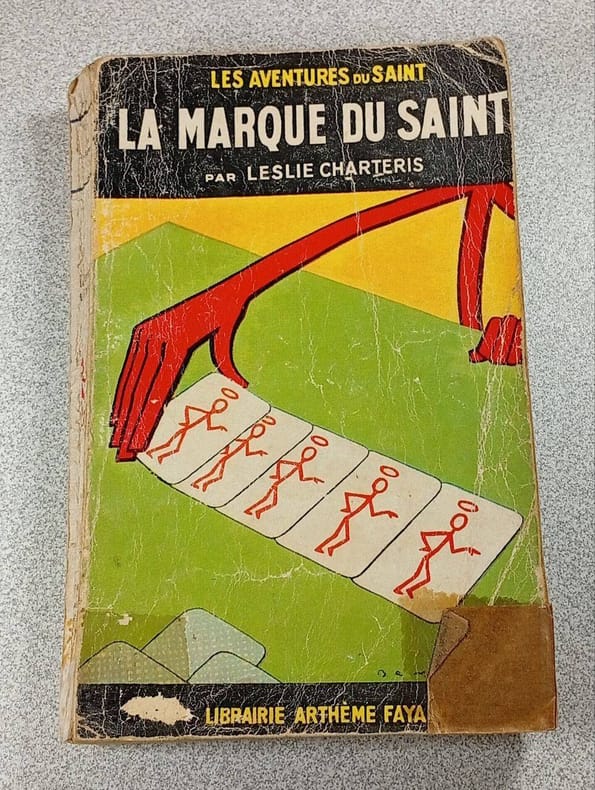 LES AVENTURES DU SAINT
LA MARQUE DU SAINT
PAR LESLIE CHARTERIS
LIBRAIRIE ARTHÈME FAYA